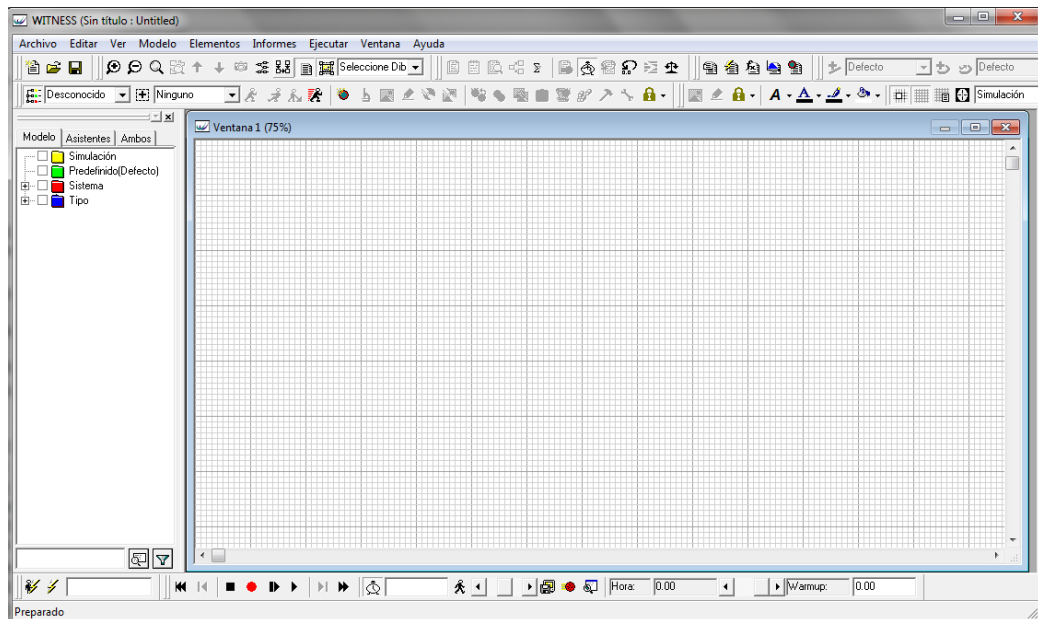 WITNESS (Sin título : Untitled)
Archivo Editar Ver Modelo Elementos Informes Ejecutar Ventana Ayuda
Seleccione Dib Defecto Defecto
Desconocido Ninguno Simulación
Modelo Asistentes Ambos
Simulación
Predefinido(Defecto)
Sistema
Tipo
Ventana 1 (75%)
Hora: 0.00 Warmup: 0.00
Preparado